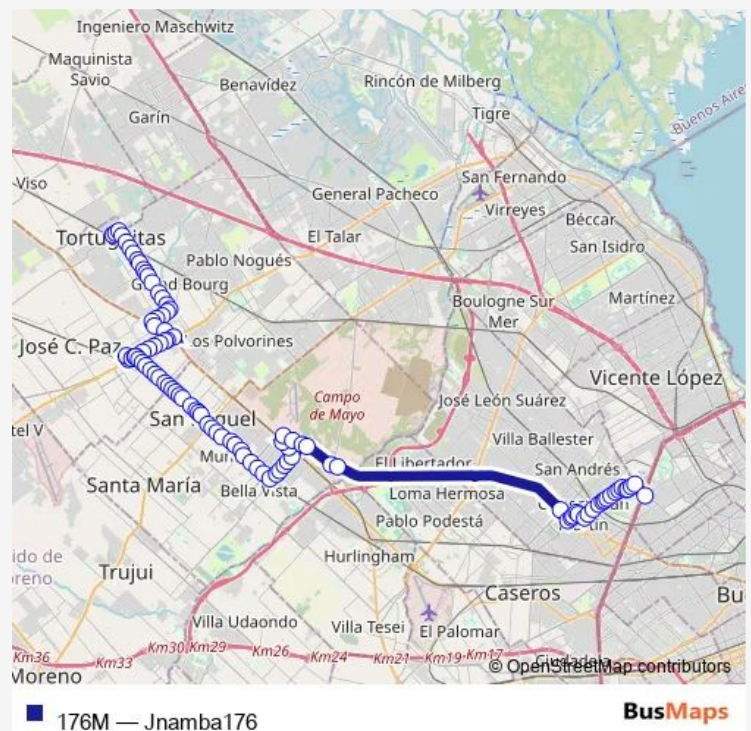 Ingeniero Maschwitz
Maquinista
Savio
Benavídez
Rincón de Milberg
Tigre
Garín
Buenos Aire
Viso
San Fernando
General Pacheco
Virreyes
Béccar
El Talar
San Isidro
Pablo Nogués
Boulogne Sur
Mer
Martínez
José C. Paz
os Polvorines
Vicente López
Campo
de Mayo
José León Suárez
tel V
Villa Ballester
San Andrés
El Libertador
Santa María
Bella Vista
Loma Hermosa
Pablo Podestá
Hurlingham
Trujui
Caseros
Bu
Villa Udaondo
Villa Tesei
El Palomar
Km36
Km33
Km30
Km29
Km26
Km24
Km21
Km19
Km17
Moreno
© OpenStreetMap contributors
176M — Jnamba176
BusMaps